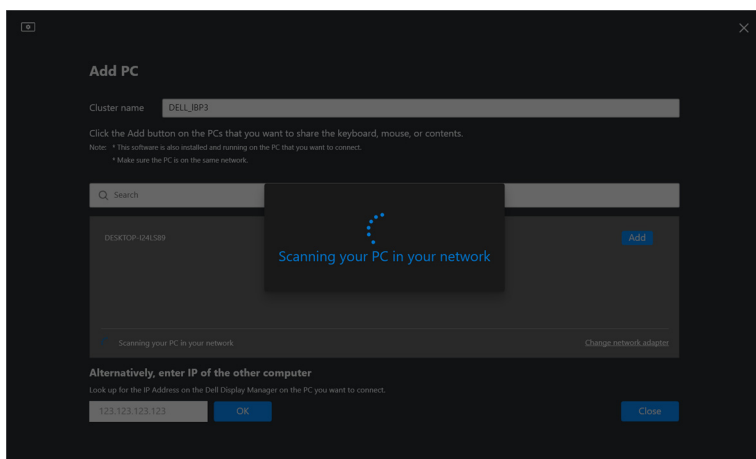 Add PC
Cluster name DELL_I8P3
Click the Add button on the PCs that you want to share the keyboard, mouse, or contents.
Note: * This software is also installed and running on the PC that you want to connect.
* Make sure the PC is on the same network.
Search
Scanning your PC in your network
Add
Scanning your PC in your network
Change network adapter
Alternatively, enter IP of the other computer
Look up for the IP Address on the Dell Display Manager on the PC you want to connect.
123.123.123.123
OK
Close